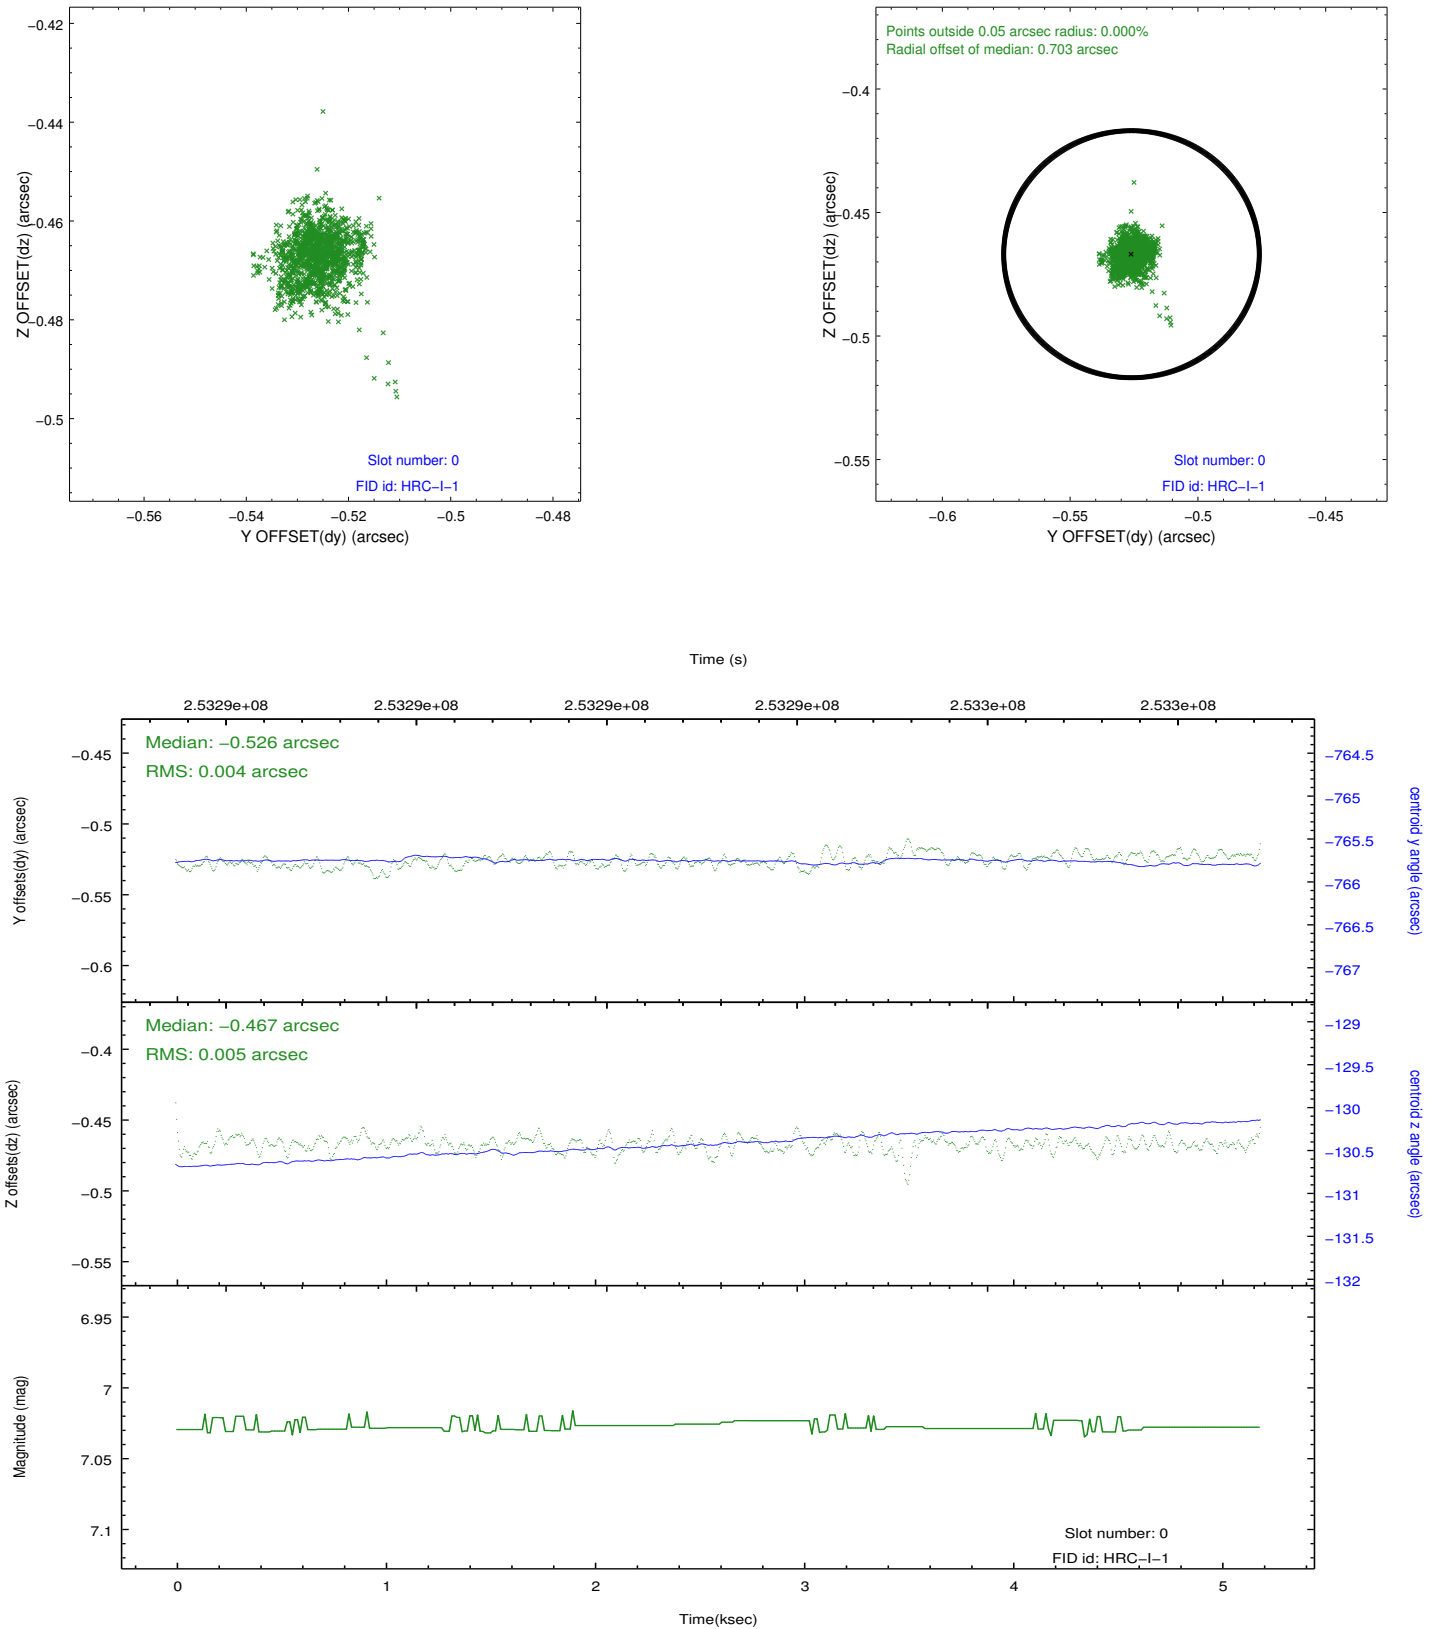 −0.42
−0.44
−0.46
−0.48
−0.5
Z OFFSET(dz) (arcsec)
Slot number: 0
FID id: HRC−I−1
−0.56
−0.54
−0.52
−0.5
−0.48
Y OFFSET(dy) (arcsec)
Points outside 0.05 arcsec radius: 0.000%
Radial offset of median: 0.703 arcsec
−0.4
−0.45
−0.5
−0.55
Z OFFSET(dz) (arcsec)
Slot number: 0
FID id: HRC−I−1
−0.6
−0.55
−0.5
−0.45
Y OFFSET(dy) (arcsec)
Time (s)
2.5329e+08
2.5329e+08
2.5329e+08
2.5329e+08
2.533e+08
2.533e+08
Median: −0.526 arcsec
RMS: 0.004 arcsec
−0.45
−0.5
−0.55
−0.6
Y offsets(dy) (arcsec)
−764.5
−765
−765.5
−766
−766.5
−767
centroid y angle (arcsec)
Median: −0.467 arcsec
RMS: 0.005 arcsec
−0.4
−0.45
−0.5
−0.55
Z offsets(dz) (arcsec)
−129
−129.5
−130
−130.5
−131
−131.5
−132
centroid z angle (arcsec)
6.95
7
7.05
7.1
Magnitude (mag)
Slot number: 0
FID id: HRC−I−1
0
1
2
3
4
5
Time(ksec)